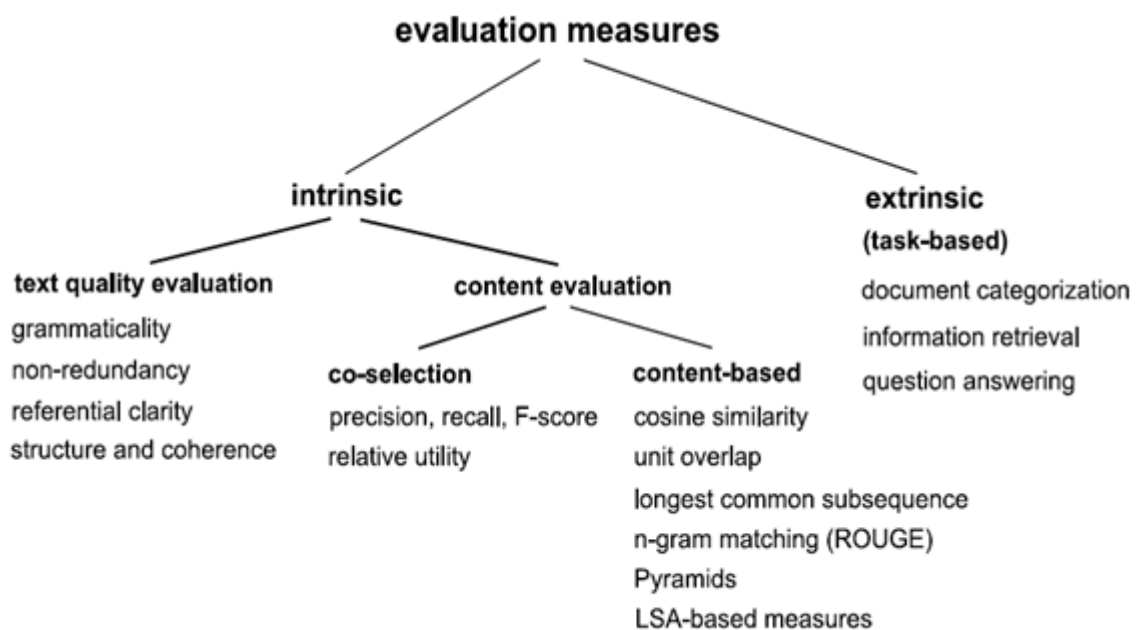 evaluation measures
intrinsic
extrinsic
(task-based)
text quality evaluation
grammaticality
non-redundancy
referential clarity
structure and coherence
content evaluation
co-selection
precision, recall, F-score
relative utility
content-based
cosine similarity
unit overlap
longest common subsequence
n-gram matching (ROUGE)
Pyramids
LSA-based measures
document categorization
information retrieval
question answering